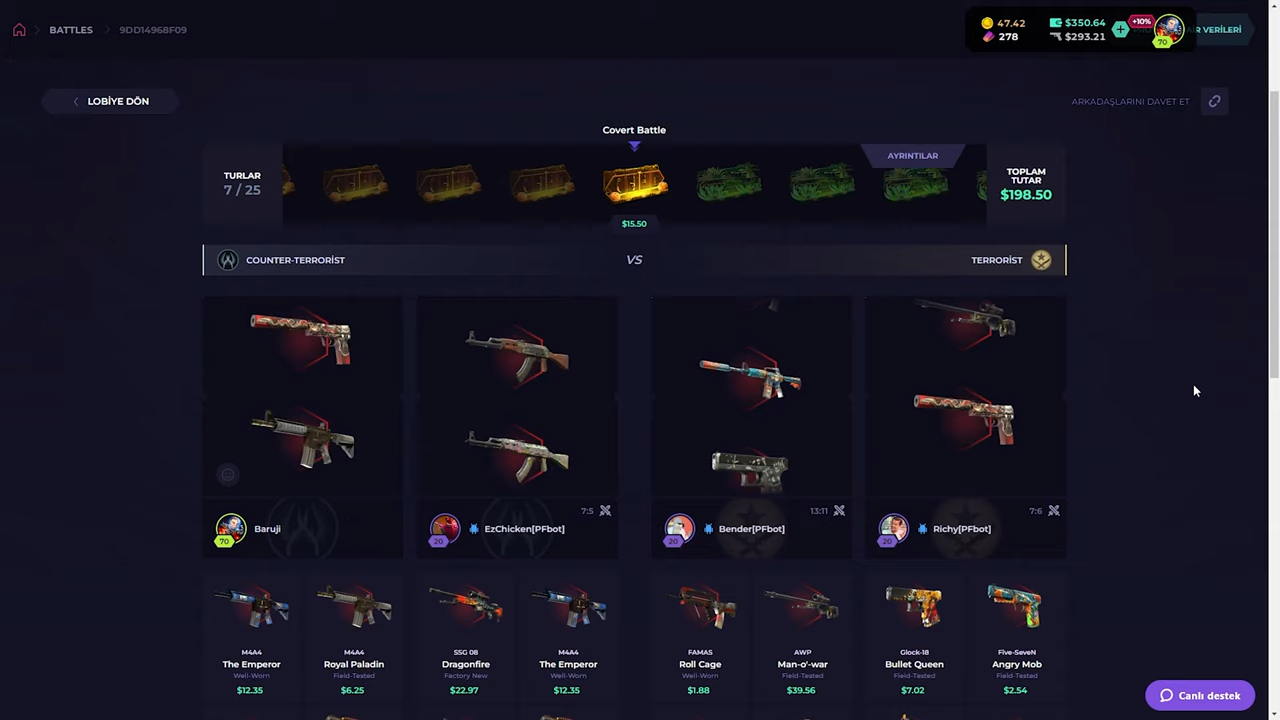 BATTLES
9DD14968F09
47.42
278
$350.64
$293.21
+10%
70
AİR VERİLERİ
LOBİYE DÖN
ARKADAŞLARINI DAVET ET
Covert Battle
TURLAR
7 / 25
AYRINTILAR
TOPLAM
TUTAR
$198.50
$15.50
COUNTER-TERRORİST
VS
TERRORİST
70
Baruji
20
EzChicken[PFbot]
7:5
20
Bender[PFbot]
13:11
20
Richy[PFbot]
7:6
M4A4
The Emperor
Well-Worn
$12.35
M4A4
Royal Paladin
Field-Tested
$6.25
SSG 08
Dragonfire
Factory New
$22.97
M4A4
The Emperor
Well-Worn
$12.35
FAMAS
Roll Cage
Well-Worn
$1.88
AWP
Man-o'-war
Field-Tested
$39.56
Glock-18
Bullet Queen
Field-Tested
$7.02
Five-SeveN
Angry Mob
Field-Tested
$2.54
Canlı destek